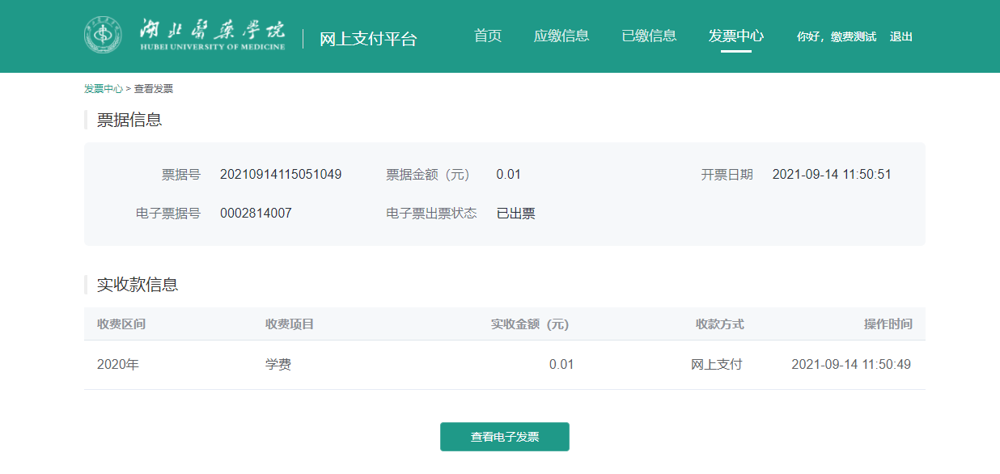 湖北醫薬学院
HUBEI UNIVERSITY OF MEDICINE
网上支付平台
首页 应缴信息 已缴信息 发票中心 你好，缴费测试 退出
发票中心 > 查看发票
票据信息
票据号 20210914115051049 票据金额（元） 0.01 开票日期 2021-09-14 11:50:51
电子票据号 0002814007 电子票出票状态 已出票
实收款信息
收费区间 收费项目 实收金额（元） 收款方式 操作时间
2020年 学费 0.01 网上支付 2021-09-14 11:50:49
查看电子发票